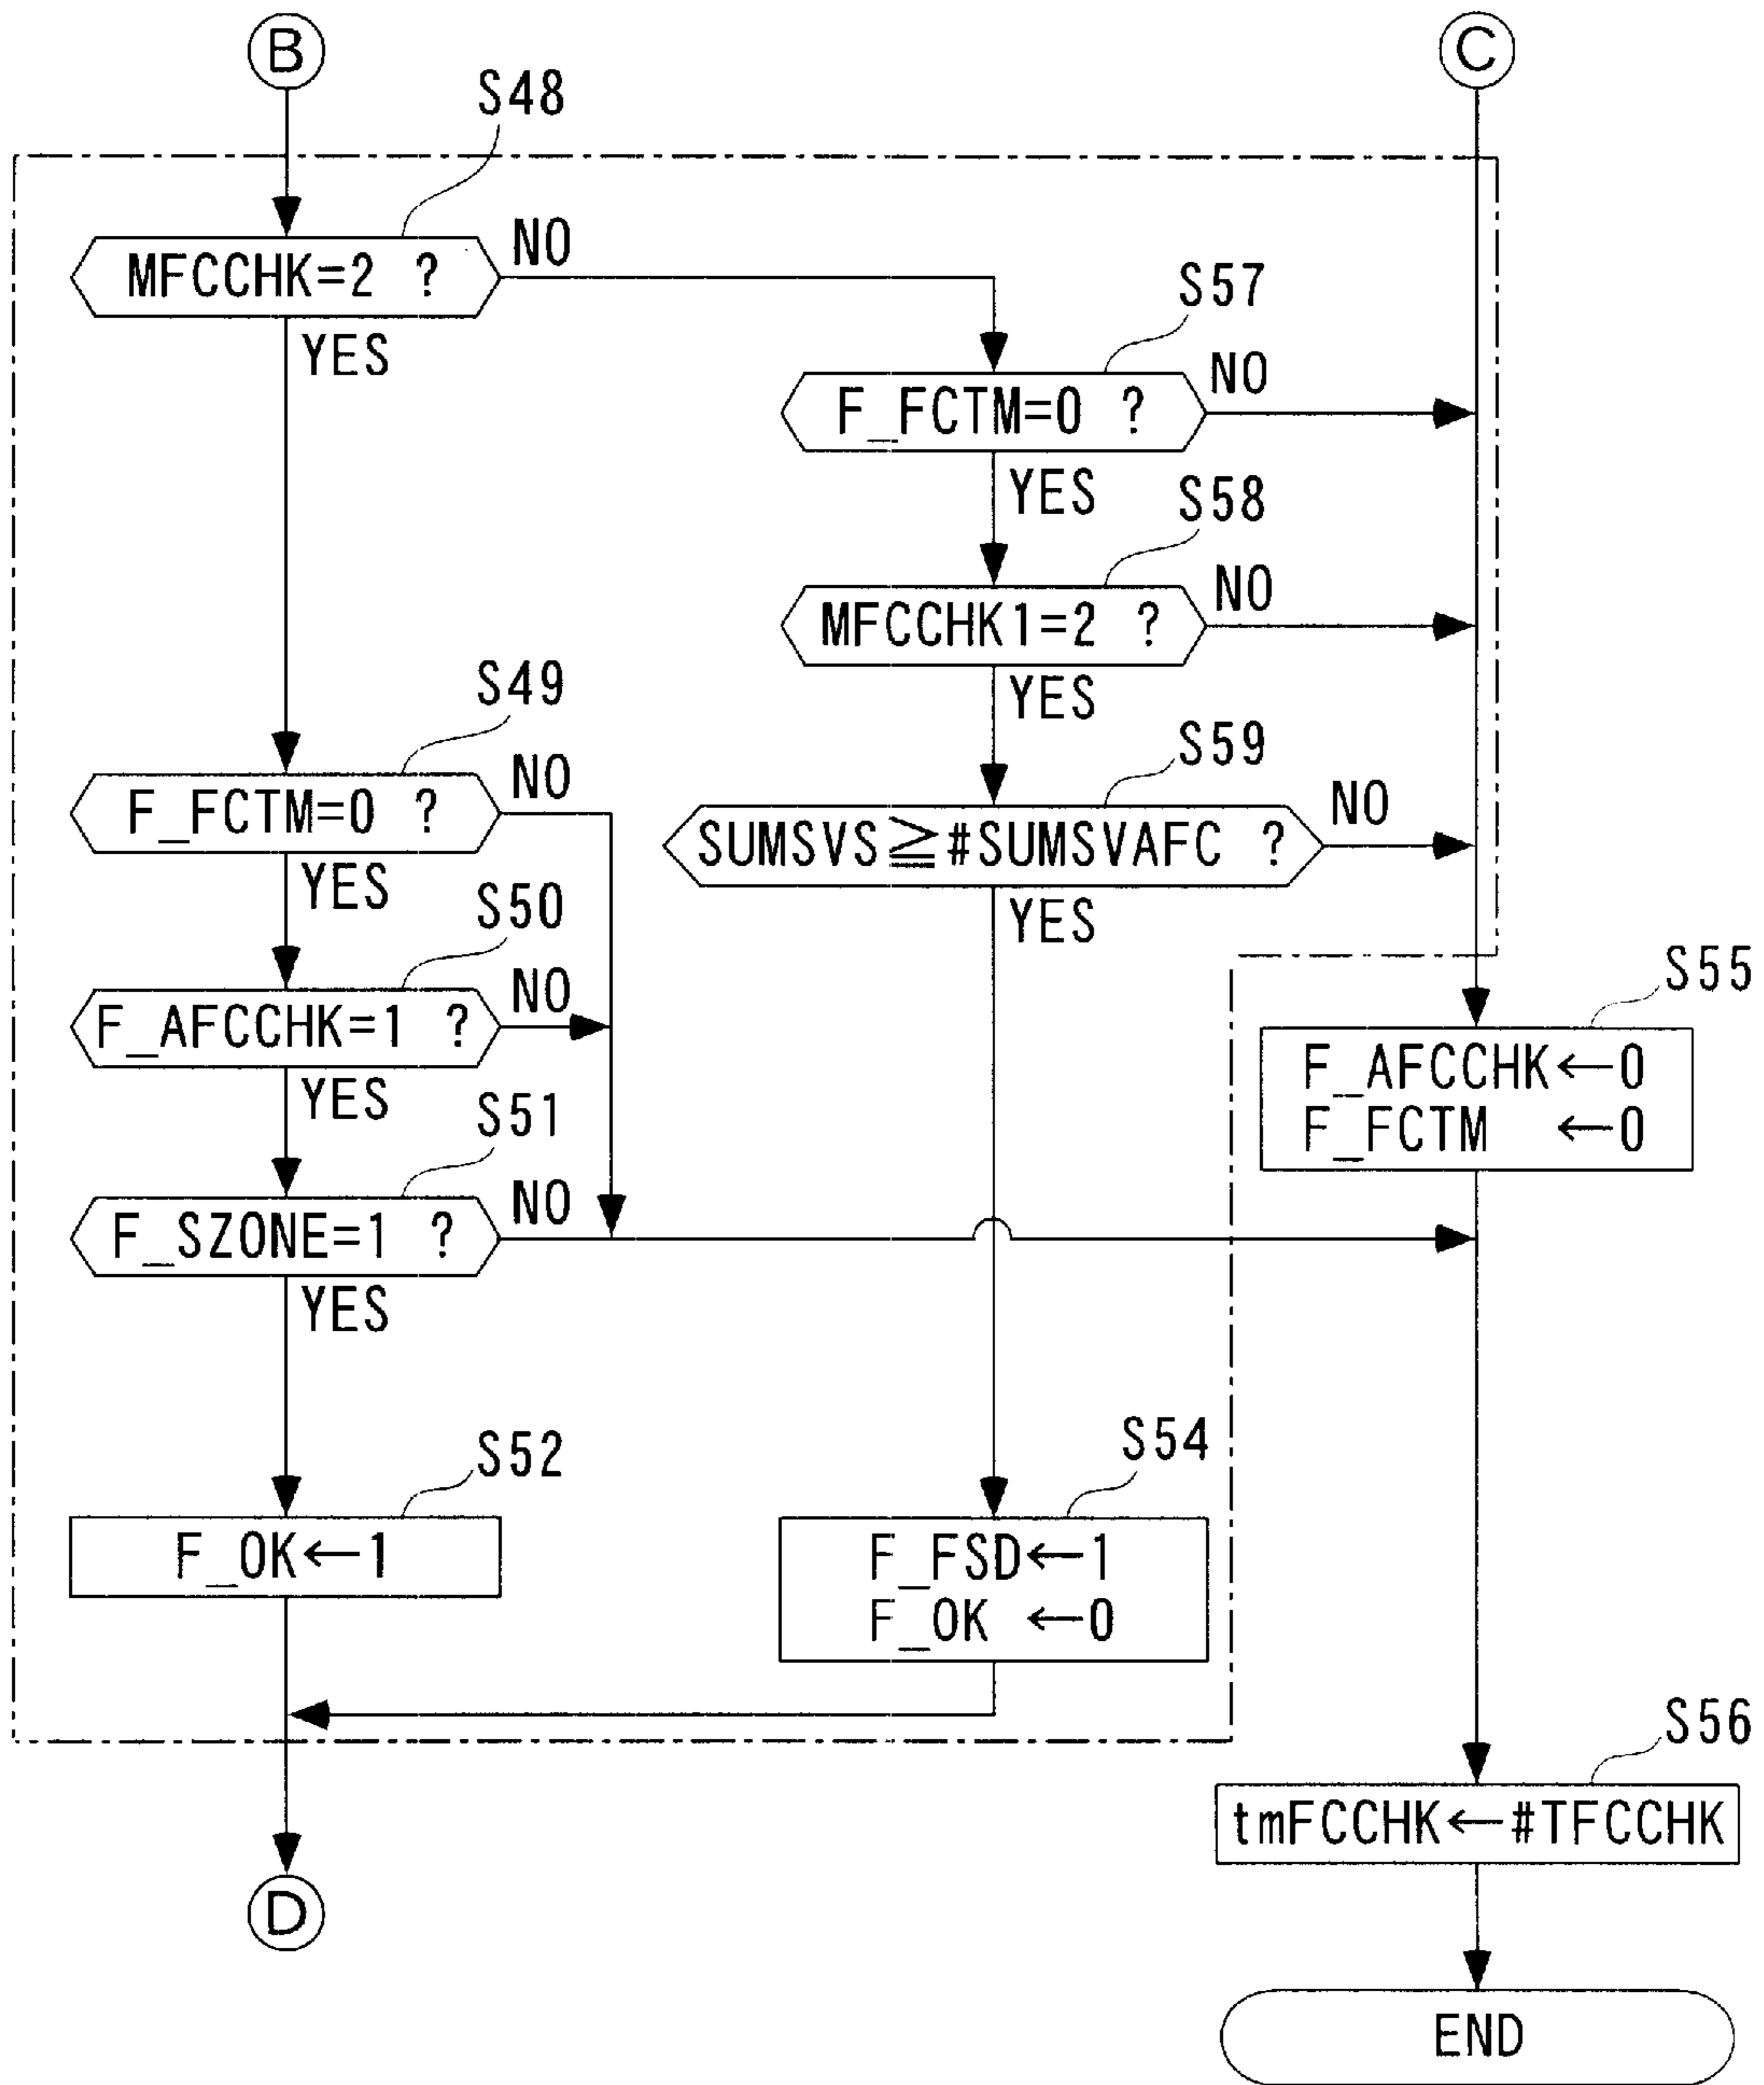 B
C
S48
MFCCHK=2 ?
NO
YES
S57
F_FCTM=0 ?
NO
YES
S58
MFCCHK1=2 ?
NO
YES
S49
F_FCTM=0 ?
NO
YES
S59
SUMSVS≧#SUMSVAFC ?
NO
YES
S50
F_AFCCHK=1 ?
NO
YES
S55
F_AFCCHK←0
F_FCTM ←0
S51
F_SZONE=1 ?
NO
YES
S52
F_OK←1
S54
F_FSD←1
F_OK ←0
S56
tmFCCHK←#TFCCHK
D
END